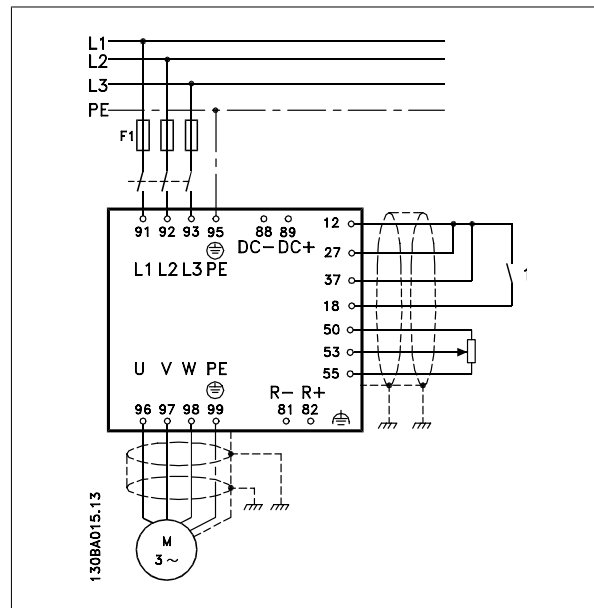 L1
L2
L3
PE
F1
91 92 93 95 88 89 12
DC- DC+
L1 L2 L3 PE
27
37
18
50
53
55
U V W PE
R- R+
96 97 98 99 81 82
M
3~
130BA015.13